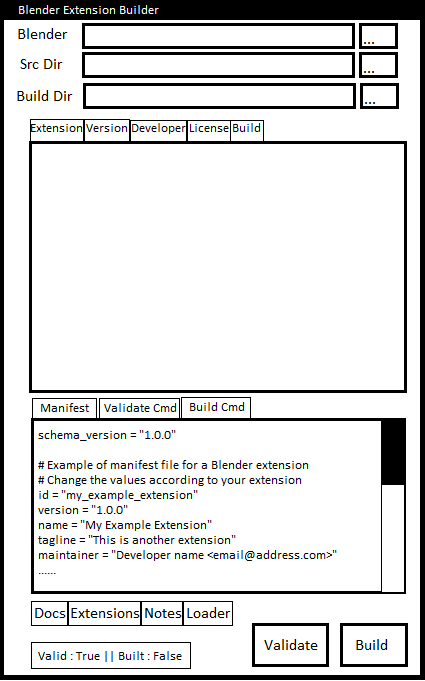 Blender Extension Builder
Blender ...
Src Dir ...
Build Dir ...
Extension Version Developer License Build
Manifest Validate Cmd Build Cmd
schema_version = "1.0.0"
# Example of manifest file for a Blender extension
# Change the values according to your extension
id = "my_example_extension"
version = "1.0.0"
name = "My Example Extension"
tagline = "This is another extension"
maintainer = "Developer name <email@address.com>"
......
Docs Extensions Notes Loader
Validate Build
Valid : True || Built : False